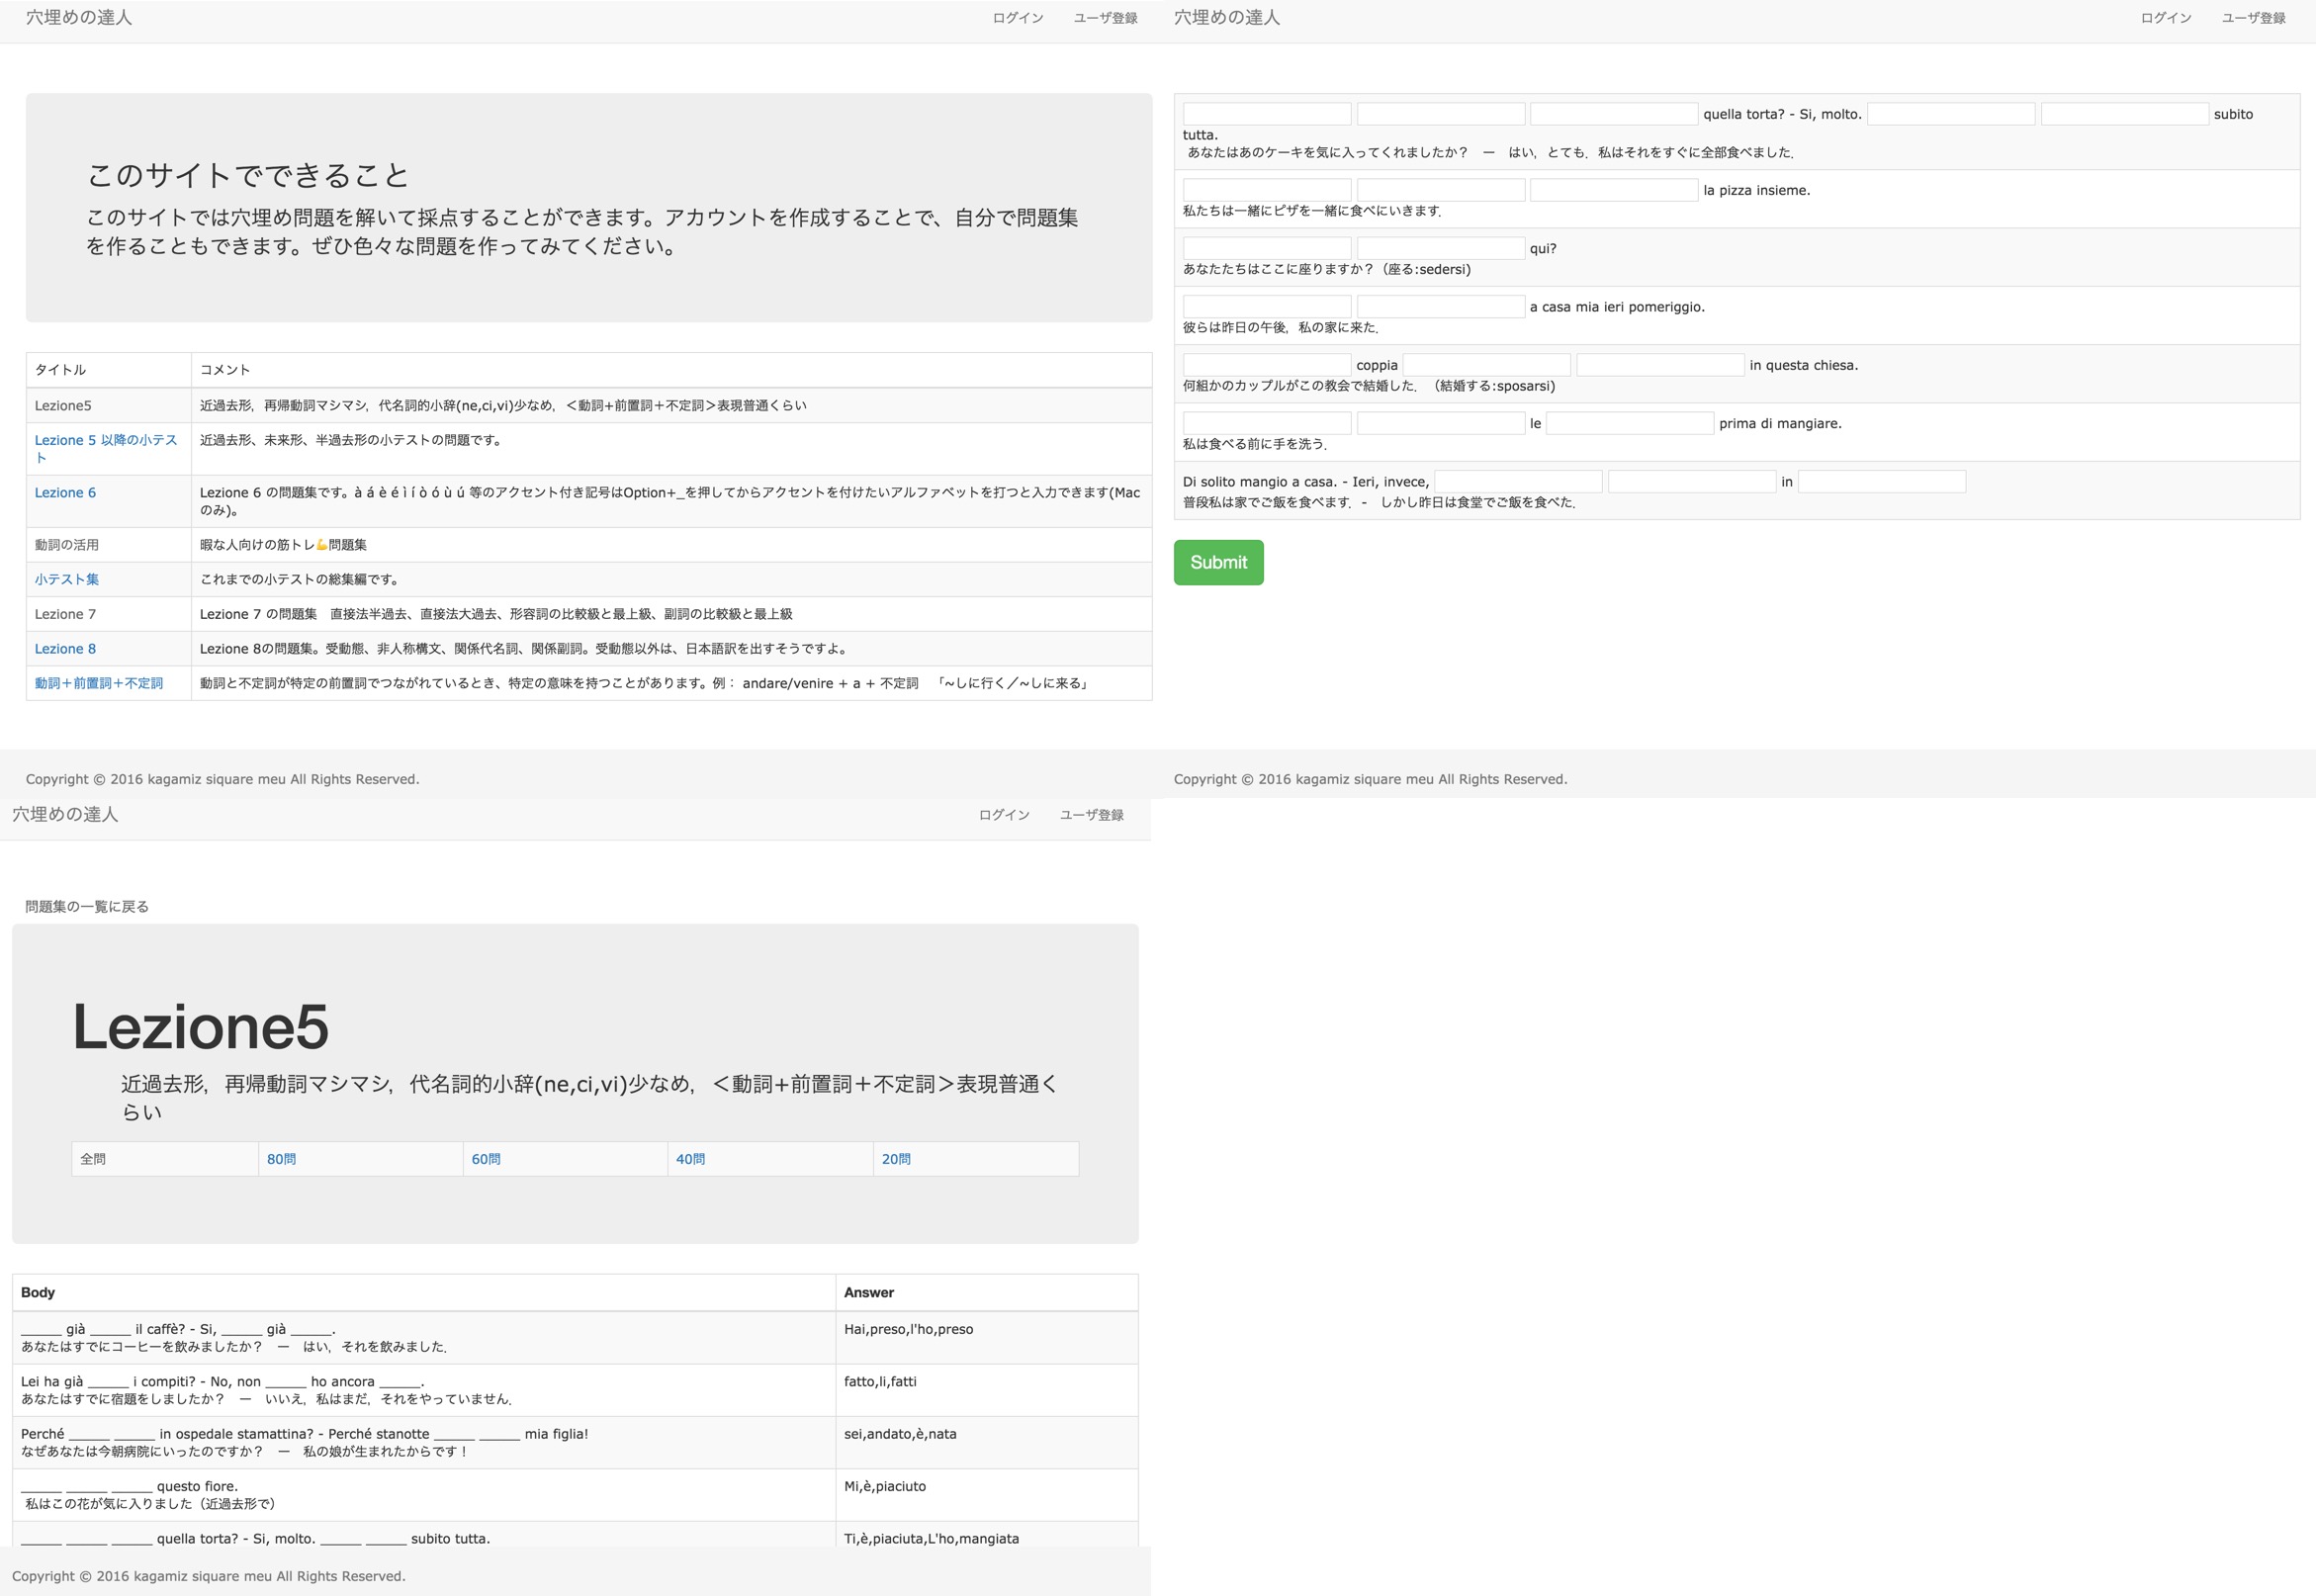 穴埋めの達人 ログイン ユーザ登録
このサイトでできること
このサイトでは穴埋め問題を解いて採点することができます。アカウントを作成することで、自分で問題集
を作ることもできます。ぜひ色々な問題を作ってみてください。
タイトル コメント
Lezione5 近過去形，再帰動詞マシマシ，代名詞的小辞(ne,ci,vi)少なめ，＜動詞+前置詞＋不定詞＞表現普通くらい
Lezione 5 以降の小テス
ト
近過去形、未来形、半過去形の小テストの問題です。
Lezione 6 Lezione 6 の問題集です。à á è é ì í ò ó ù ú 等のアクセント付き記号はOption+_を押してからアクセントを付けたいアルファベットを打つと入力できます(Mac
のみ)。
動詞の活用 暇な人向けの筋トレ💪問題集
小テスト集 これまでの小テストの総集編です。
Lezione 7 Lezione 7 の問題集　直接法半過去、直接法大過去、形容詞の比較級と最上級、副詞の比較級と最上級
Lezione 8 Lezione 8の問題集。受動態、非人称構文、関係代名詞、関係副詞。受動態以外は、日本語訳を出すそうですよ。
動詞＋前置詞＋不定詞 動詞と不定詞が特定の前置詞でつながれているとき、特定の意味を持つことがあります。例： andare/venire + a + 不定詞　「~しに行く／~しに来る」
Copyright © 2016 kagamiz siquare meu All Rights Reserved.
穴埋めの達人 ログイン ユーザ登録
quella torta? - Si, molto. subito
tutta.
あなたはあのケーキを気に入ってくれましたか？　ー　はい，とても．私はそれをすぐに全部食べました．
la pizza insieme.
私たちは一緒にピザを一緒に食べにいきます．
qui?
あなたたちはここに座りますか？（座る:sedersi)
a casa mia ieri pomeriggio.
彼らは昨日の午後，私の家に来た．
coppia in questa chiesa.
何組かのカップルがこの教会で結婚した．（結婚する:sposarsi)
le prima di mangiare.
私は食べる前に手を洗う．
Di solito mangio a casa. - Ieri, invece, in
普段私は家でご飯を食べます．-　しかし昨日は食堂でご飯を食べた．
Submit
Copyright © 2016 kagamiz siquare meu All Rights Reserved.
穴埋めの達人 ログイン ユーザ登録
問題集の一覧に戻る
Lezione5
近過去形，再帰動詞マシマシ，代名詞的小辞(ne,ci,vi)少なめ，＜動詞+前置詞＋不定詞＞表現普通く
らい
全問 80問 60問 40問 20問
Body Answer
______ già ______ il caffè? - Si, ______ già ______. Hai,preso,l'ho,preso
あなたはすでにコーヒーを飲みましたか？　ー　はい，それを飲みました．
Lei ha già ______ i compiti? - No, non ______ ho ancora ______. fatto,li,fatti
あなたはすでに宿題をしましたか？　ー　いいえ，私はまだ，それをやっていません．
Perché ______ ______ in ospedale stamattina? - Perché stanotte ______ ______ mia figlia! sei,andato,è,nata
なぜあなたは今朝病院にいったのですか？　ー　私の娘が生まれたからです！
______ ______ ______ questo fiore. Mi,è,piaciuto
私はこの花が気に入りました（近過去形で）
______ ______ ______ quella torta? - Si, molto. ______ ______ subito tutta. Ti,è,piaciuta,L'ho,mangiata
Copyright © 2016 kagamiz siquare meu All Rights Reserved.